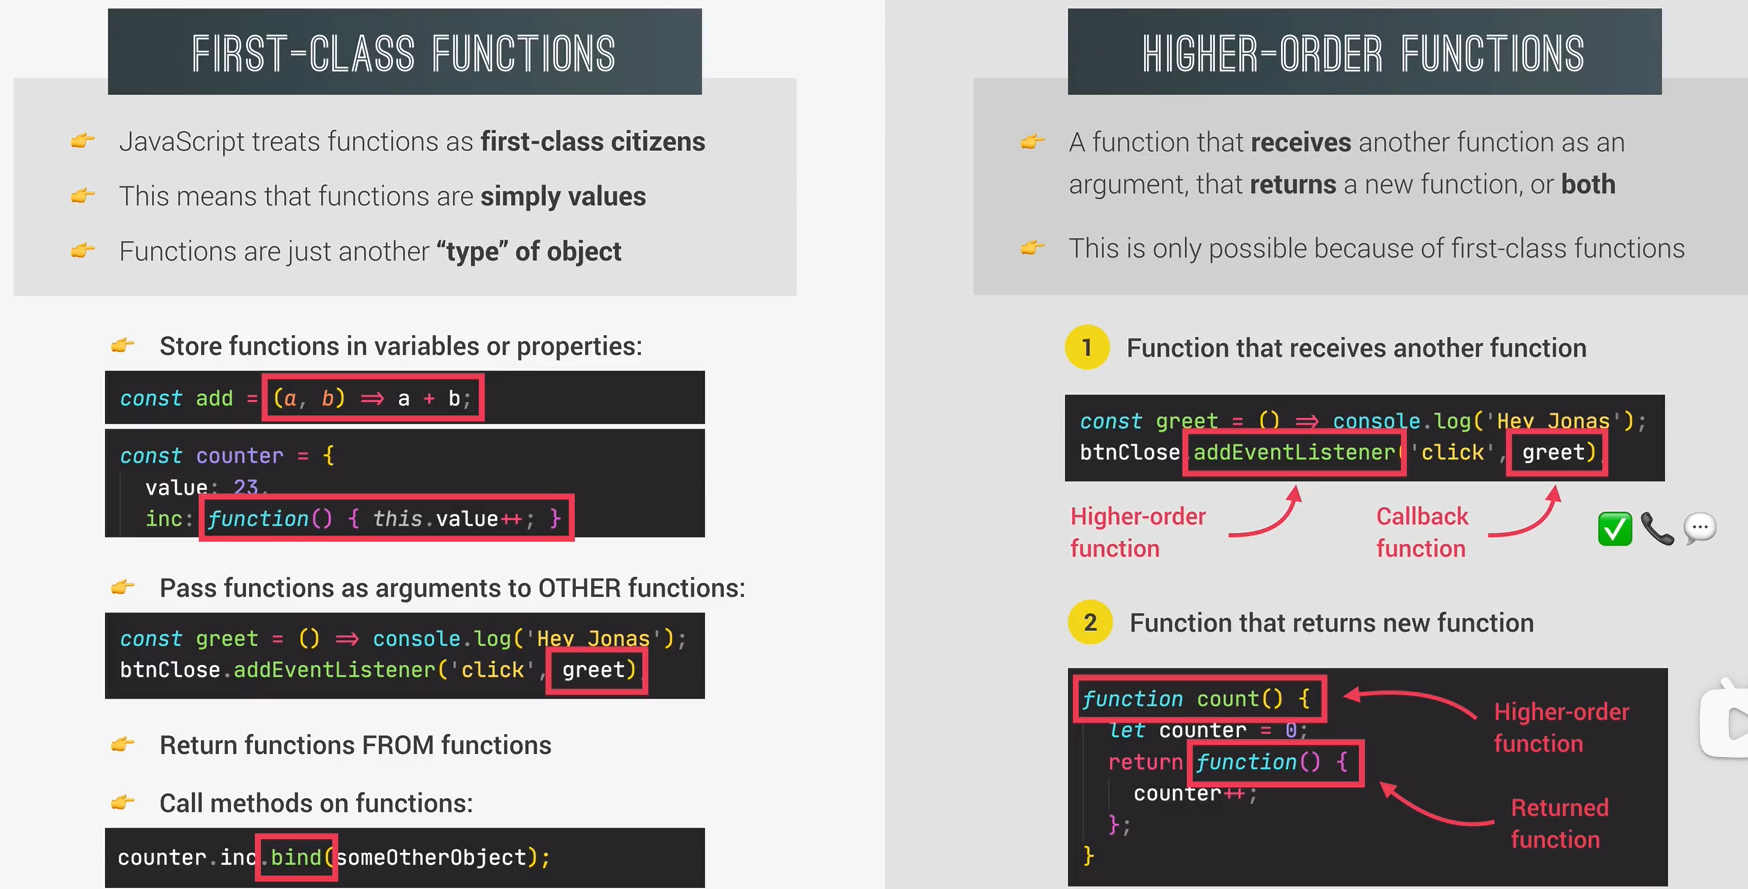 FIRST-CLASS FUNCTIONS
👉 JavaScript treats functions as first-class citizens
👉 This means that functions are simply values
👉 Functions are just another “type” of object
👉 Store functions in variables or properties:
const add = (a, b) => a + b;
const counter = {
value: 23,
inc: function() { this.value++; }
👉 Pass functions as arguments to OTHER functions:
const greet = () => console.log('Hey Jonas');
btnClose.addEventListener('click', greet)
👉 Return functions FROM functions
👉 Call methods on functions:
counter.inc.bind(someOtherObject);
HIGHER-ORDER FUNCTIONS
👉 A function that receives another function as an
argument, that returns a new function, or both
👉 This is only possible because of first-class functions
1 Function that receives another function
const greet = () => console.log('Hey Jonas');
btnClose.addEventListener('click', greet)
Higher-order
function
Callback
function
✅ 📞 💬
2 Function that returns new function
function count() {
let counter = 0;
return function() {
counter++;
};
}
Higher-order
function
Returned
function